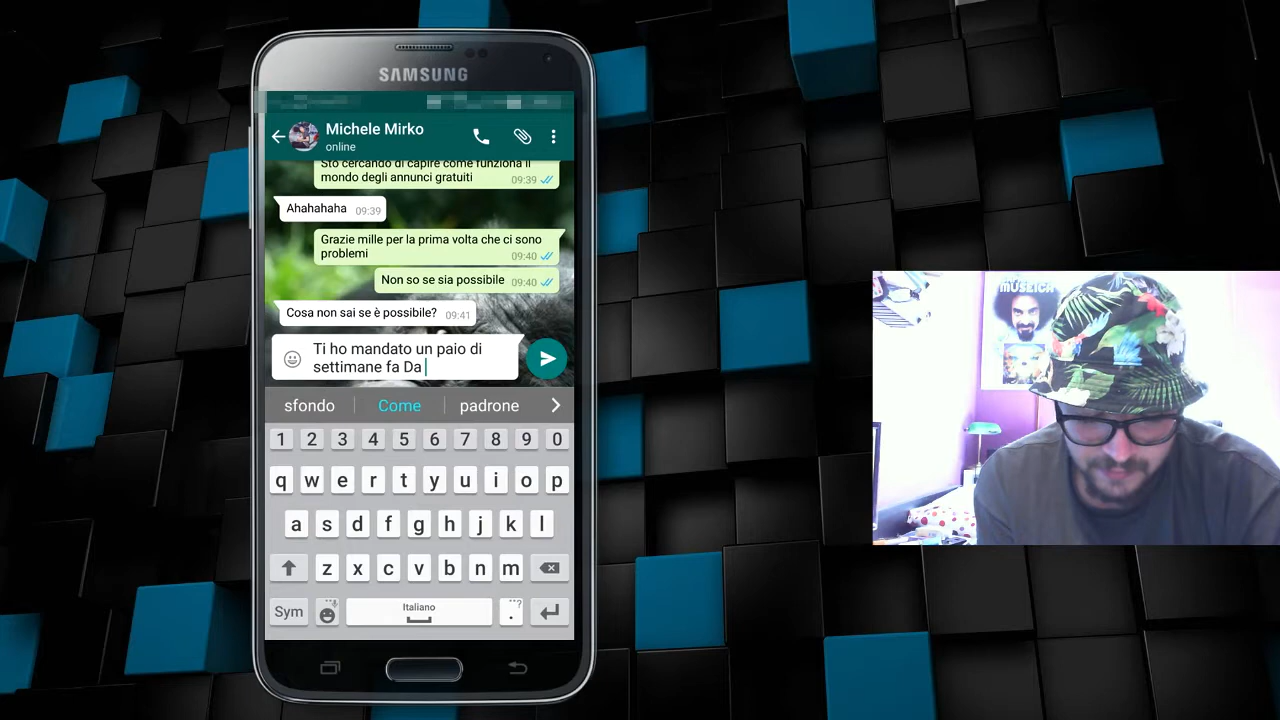 SAMSUNG
Michele Mirko
online
Sto cercando di capire come funziona il
mondo degli annunci gratuiti
09:39
Ahahahaha
09:39
Grazie mille per la prima volta che ci sono
problemi
09:40
Non so se sia possibile
09:40
Cosa non sai se è possibile?
09:41
Ti ho mandato un paio di
settimane fa Da
sfondo
Come
padrone
1 2 3 4 5 6 7 8 9 0
q w e r t y u i o p
a s d f g h j k l
z x c v b n m
Sym
Italiano
...?
.
MUSEICA